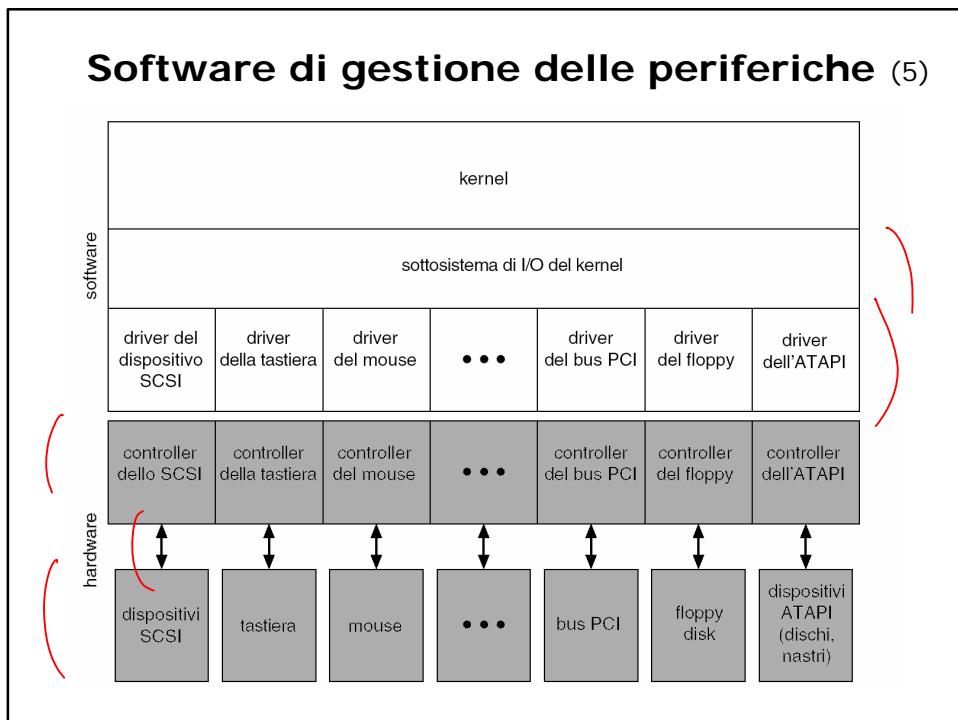 Software di gestione delle periferiche (5)
kernel
software
sottosistema di I/O del kernel
driver del
dispositivo
SCSI
driver
della tastiera
driver
del mouse
•••
driver
del bus PCI
driver
del floppy
driver
dell'ATAPI
hardware
controller
dello SCSI
controller
della tastiera
controller
del mouse
•••
controller
del bus PCI
controller
del floppy
controller
dell'ATAPI
dispositivi
SCSI
tastiera
mouse
•••
bus PCI
floppy
disk
dispositivi
ATAPI
(dischi,
nastri)